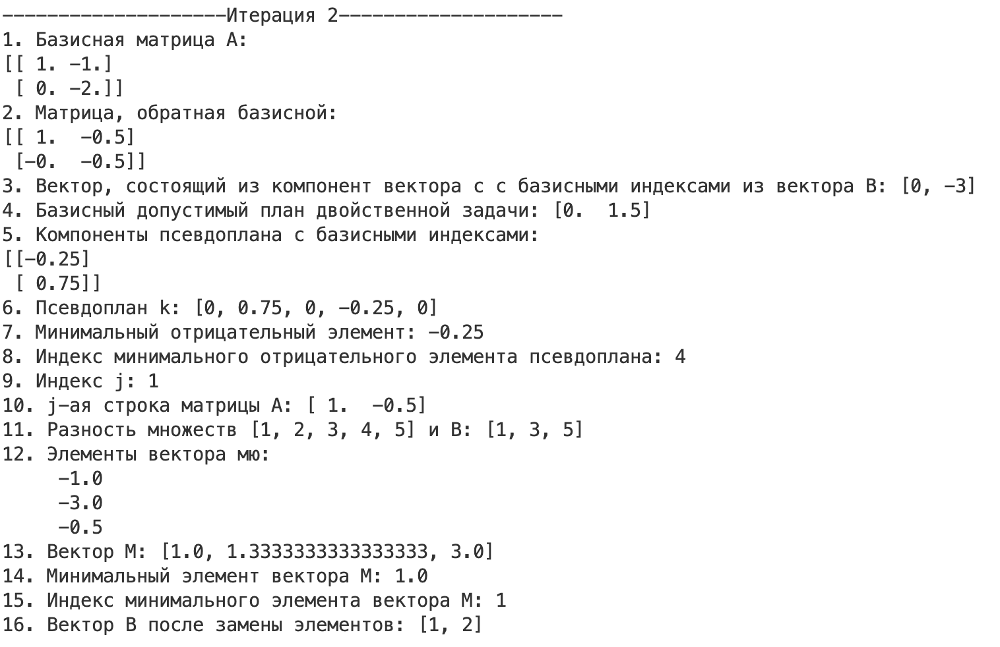 --------------------Итерация 2--------------------
1. Базисная матрица A:
[[ 1. -1.]
 [ 0. -2.]]
2. Матрица, обратная базисной:
[[ 1.  -0.5]
 [-0.  -0.5]]
3. Вектор, состоящий из компонент вектора с с базисными индексами из вектора B: [0, -3]
4. Базисный допустимый план двойственной задачи: [0.  1.5]
5. Компоненты псевдоплана с базисными индексами:
[[-0.25]
 [ 0.75]]
6. Псевдоплан k: [0, 0.75, 0, -0.25, 0]
7. Минимальный отрицательный элемент: -0.25
8. Индекс минимального отрицательного элемента псевдоплана: 4
9. Индекс j: 1
10. j-ая строка матрицы A: [ 1.  -0.5]
11. Разность множеств [1, 2, 3, 4, 5] и B: [1, 3, 5]
12. Элементы вектора мю:
     -1.0
     -3.0
     -0.5
13. Вектор M: [1.0, 1.3333333333333333, 3.0]
14. Минимальный элемент вектора M: 1.0
15. Индекс минимального элемента вектора M: 1
16. Вектор B после замены элементов: [1, 2]